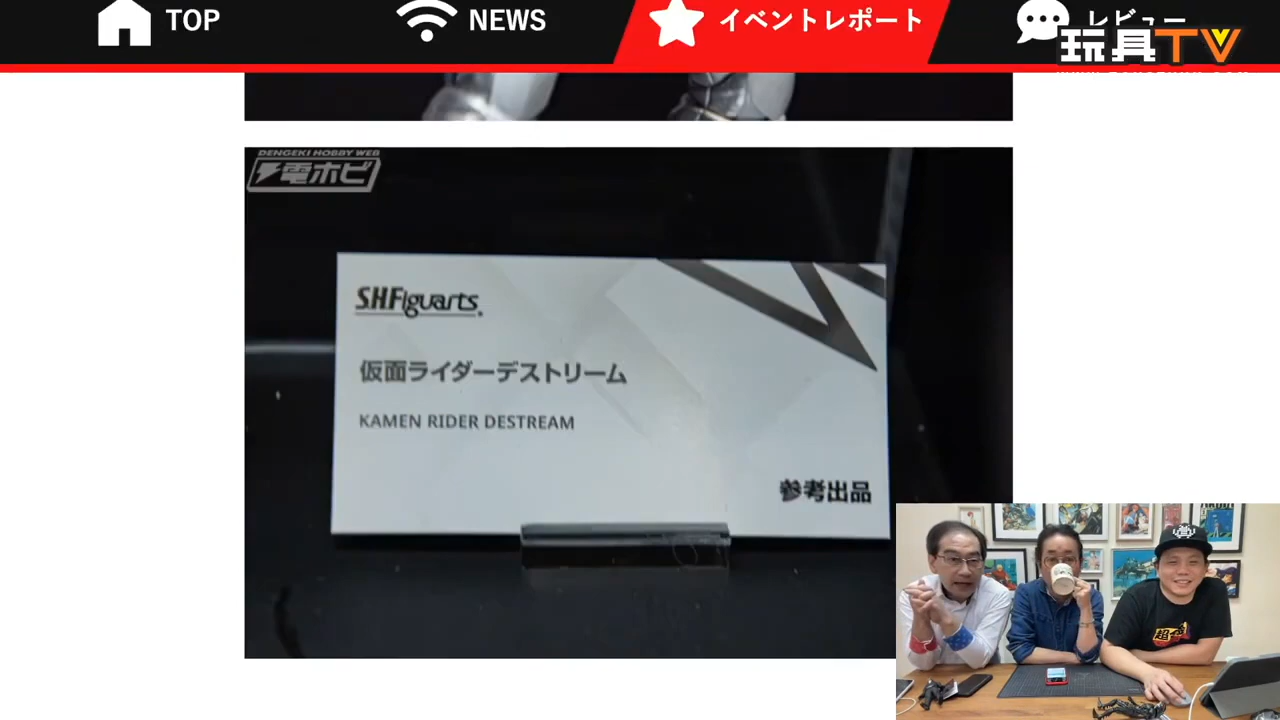 TOP
NEWS
イベントレポート
レビュー
玩具TV
DENGEKI HOBBY WEB
電ホビ
S.H.Figuarts
仮面ライダーデストリーム
KAMEN RIDER DESTREAM
参考出品